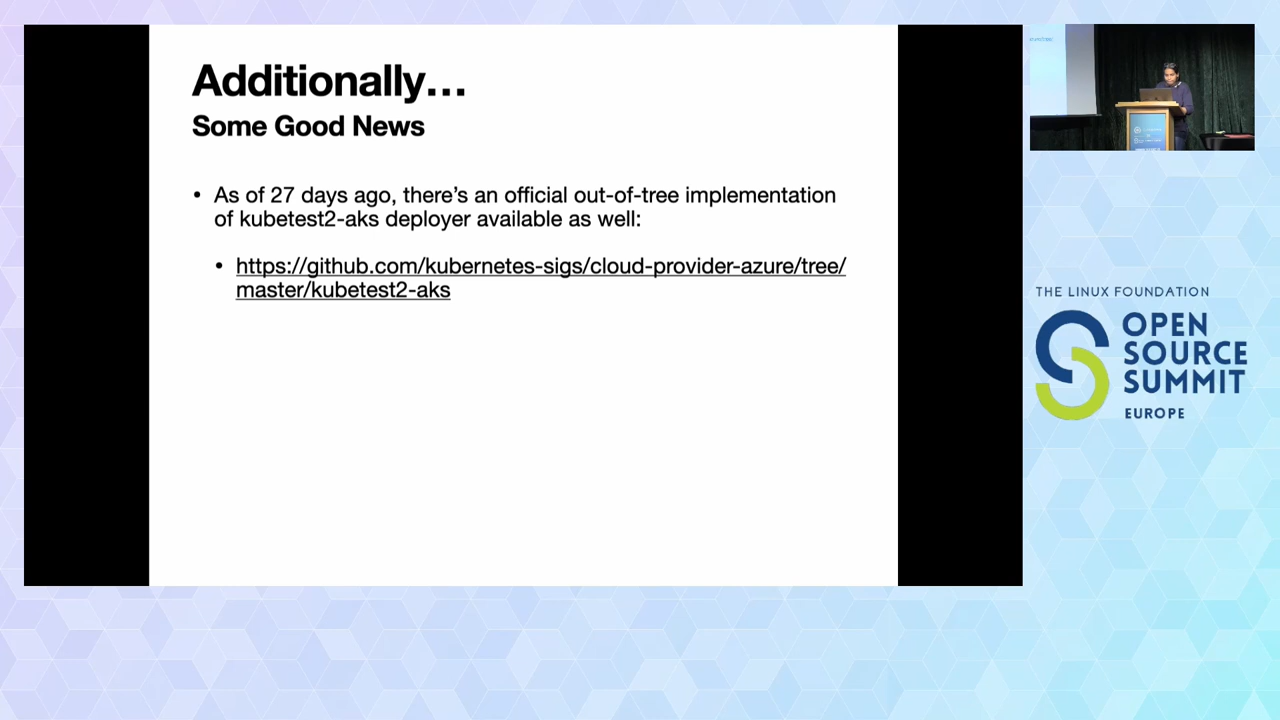 Additionally…
Some Good News
• As of 27 days ago, there's an official out-of-tree implementation
of kubetest2-aks deployer available as well:
• https://github.com/kubernetes-sigs/cloud-provider-azure/tree/
master/kubetest2-aks
THE LINUX FOUNDATION
OPEN
SOURCE
SUMMIT
EUROPE